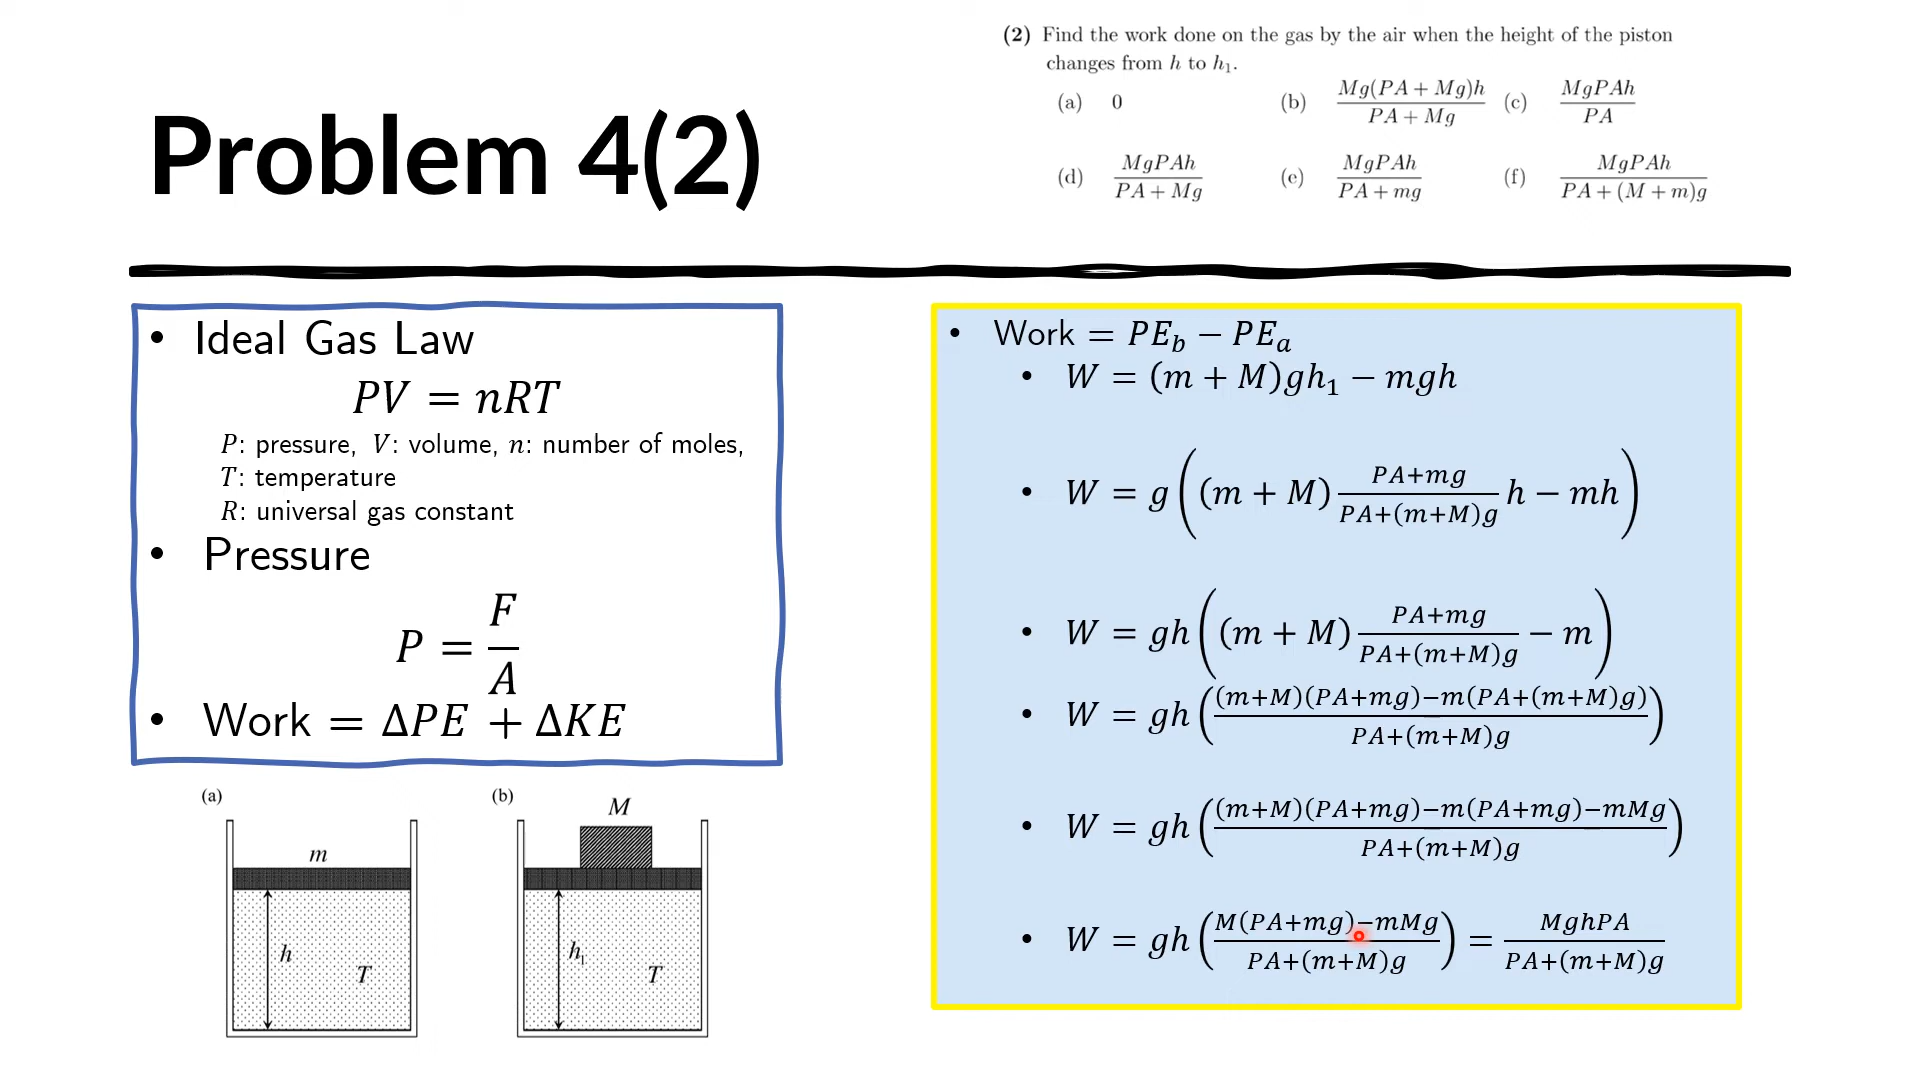 (2) Find the work done on the gas by the air when the height of the piston
changes from h to h₁.
(a) 0 (b) Mg(PA + Mg)h / PA + Mg (c) MgPAh / PA
(d) MgPAh / PA + Mg (e) MgPAh / PA + mg (f) MgPAh / PA + (M + m)g
Problem 4(2)
• Ideal Gas Law
PV = nRT
P: pressure, V: volume, n: number of moles,
T: temperature
R: universal gas constant
• Pressure
P = F / A
• Work = ΔPE + ΔKE
• Work = PE_b − PE_a
• W = (m + M)gh₁ − mgh
• W = g((m + M) PA+mg / PA+(m+M)g h − mh)
• W = gh((m + M) PA+mg / PA+(m+M)g − m)
• W = gh((m+M)(PA+mg)−m(PA+(m+M)g) / PA+(m+M)g)
• W = gh((m+M)(PA+mg)−m(PA+mg)−mMg / PA+(m+M)g)
• W = gh(M(PA+mg)−mMg / PA+(m+M)g) = MghPA / PA+(m+M)g
(a)
m
h
T
(b)
M
h₁
T